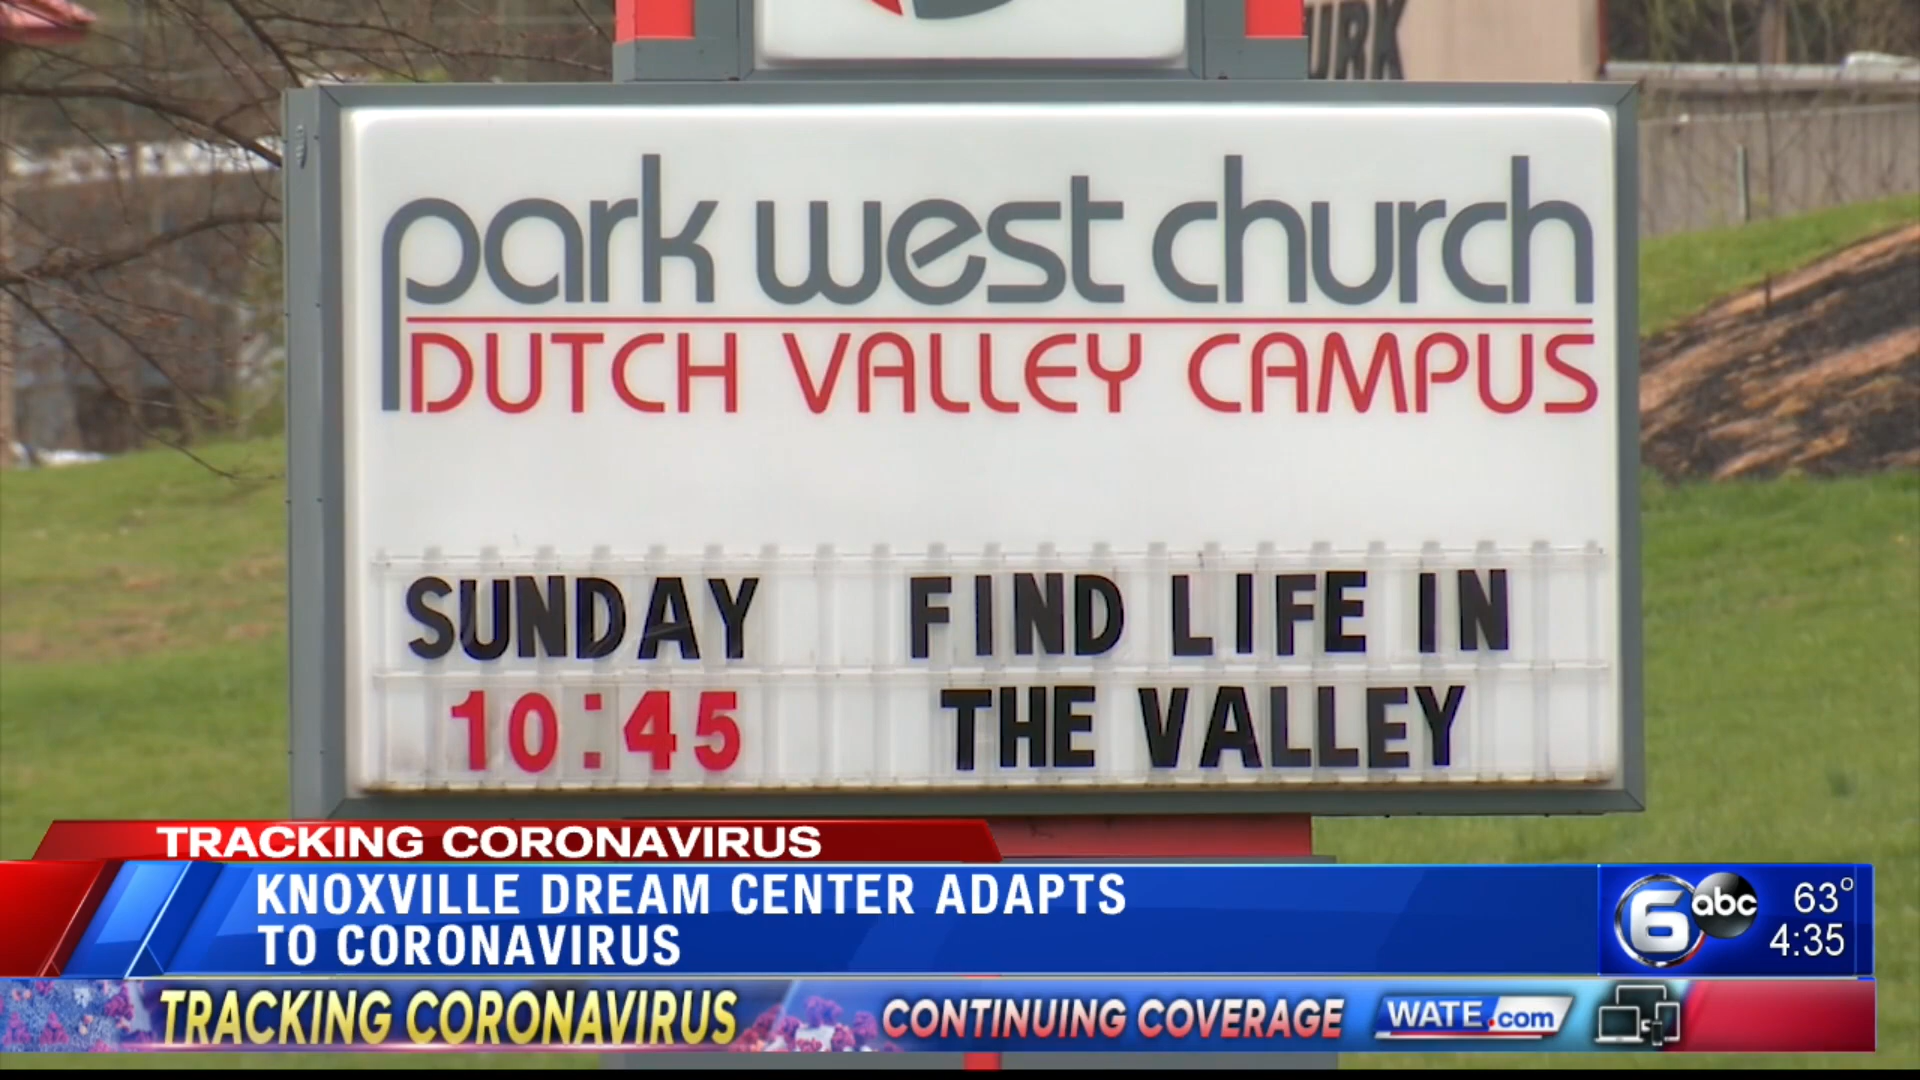 park west church
DUTCH VALLEY CAMPUS
SUNDAY FIND LIFE IN
10:45 THE VALLEY
TRACKING CORONAVIRUS
KNOXVILLE DREAM CENTER ADAPTS
TO CORONAVIRUS
6 abc 63°
4:35
TRACKING CORONAVIRUS CONTINUING COVERAGE WATE.com